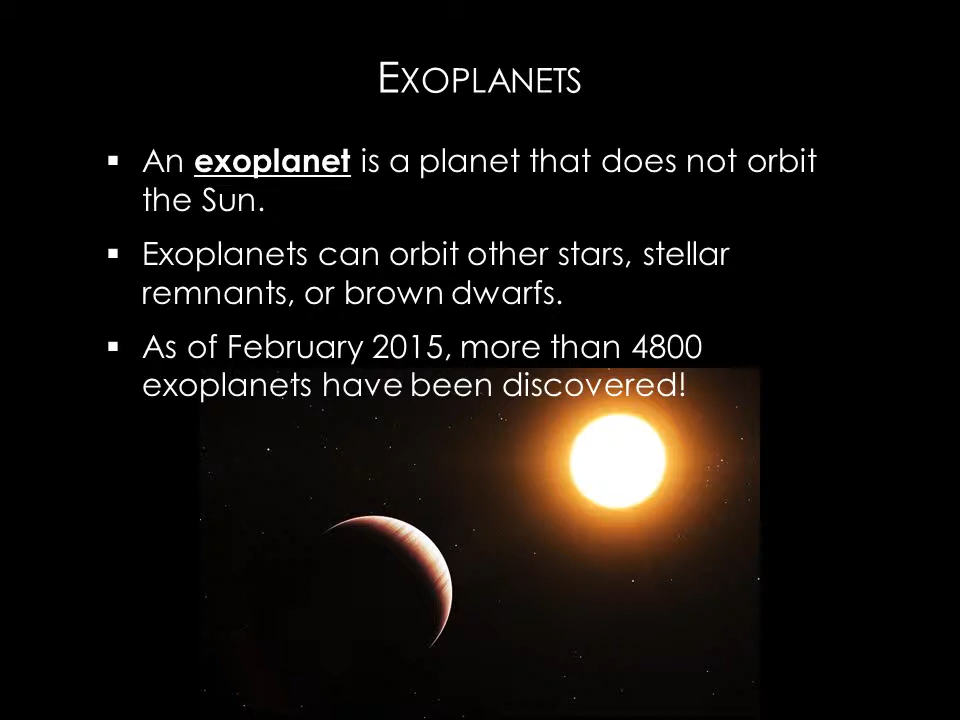 EXOPLANETS
▪ An exoplanet is a planet that does not orbit
the Sun.
▪ Exoplanets can orbit other stars, stellar
remnants, or brown dwarfs.
▪ As of February 2015, more than 4800
exoplanets have been discovered!